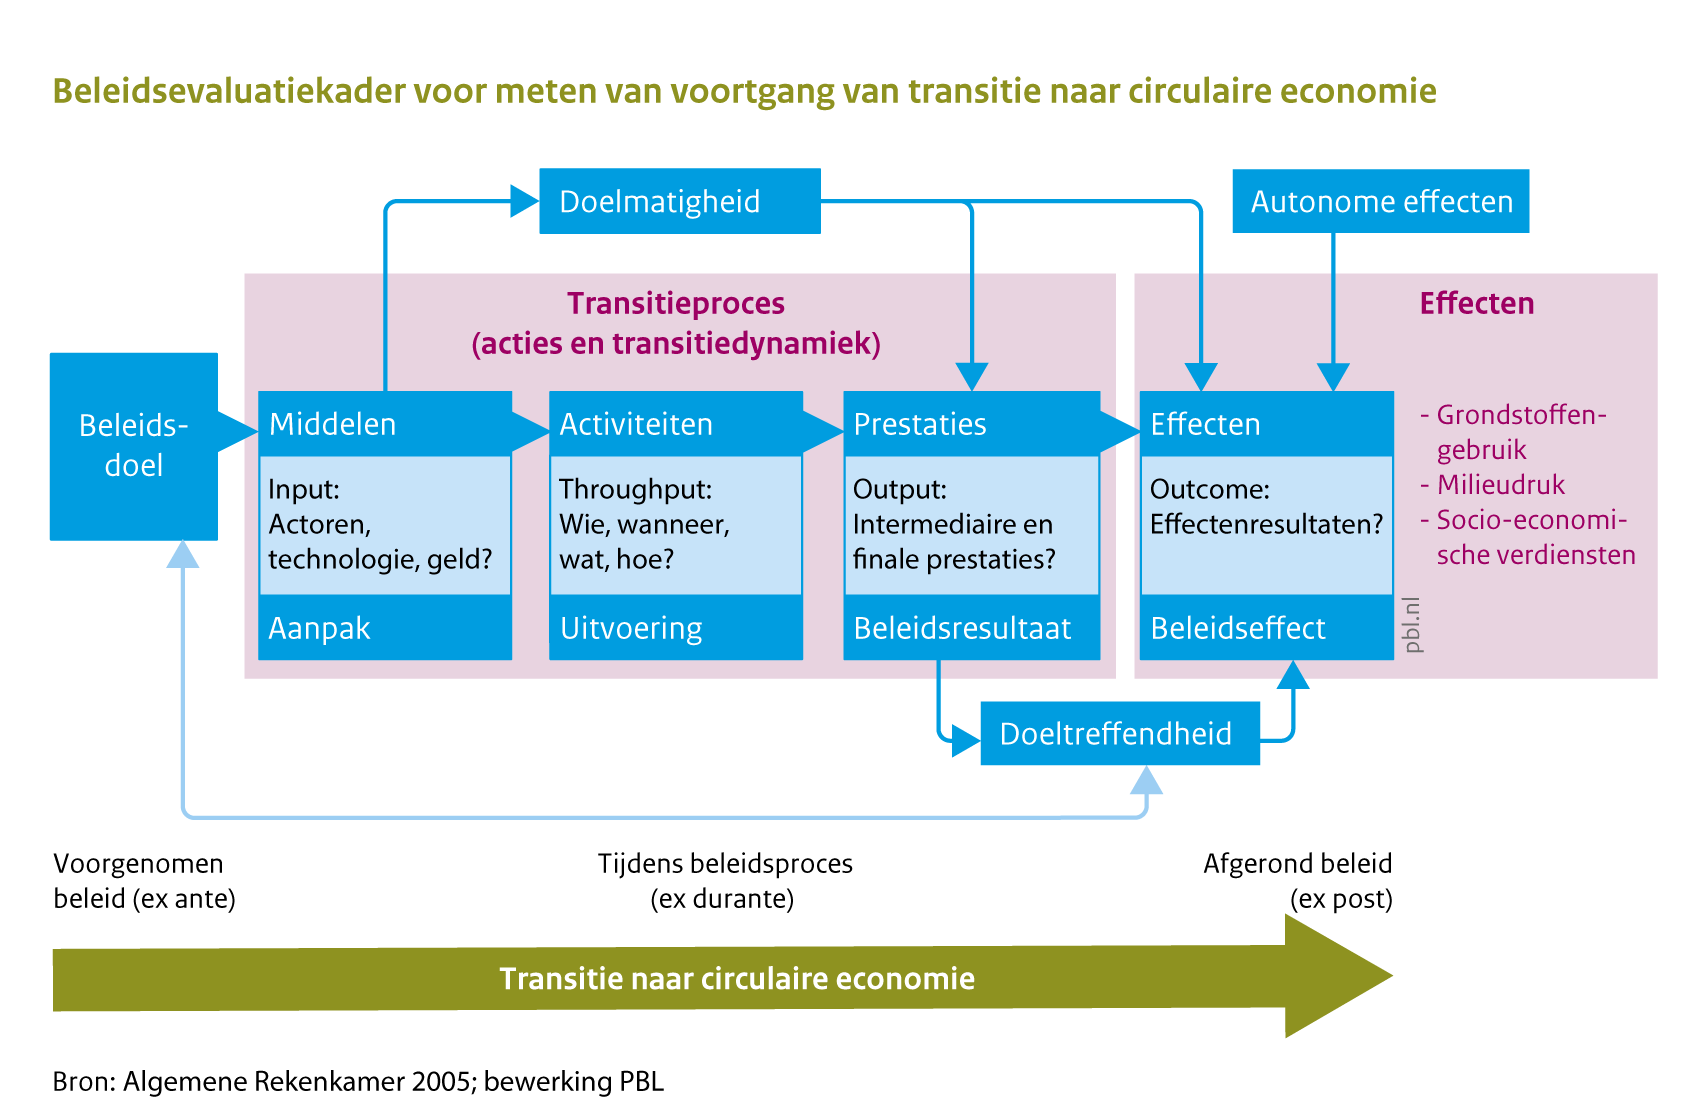 Beleidsevaluatiekader voor meten van voortgang van transitie naar circulaire economie
Doelmatigheid
Autonome effecten
Transitieproces
(acties en transitiedynamiek)
Effecten
Beleids-
doel
Middelen
Input:
Actoren,
technologie, geld?
Aanpak
Activiteiten
Throughput:
Wie, wanneer,
wat, hoe?
Uitvoering
Prestaties
Output:
Intermediaire en
finale prestaties?
Beleidsresultaat
Effecten
Outcome:
Effectenresultaten?
Beleidseffect
- Grondstoffen-
gebruik
- Milieudruk
- Socio-economi-
sche verdiensten
pbl.nl
Doeltreffendheid
Voorgenomen
beleid (ex ante)
Tijdens beleidsproces
(ex durante)
Afgerond beleid
(ex post)
Transitie naar circulaire economie
Bron: Algemene Rekenkamer 2005; bewerking PBL